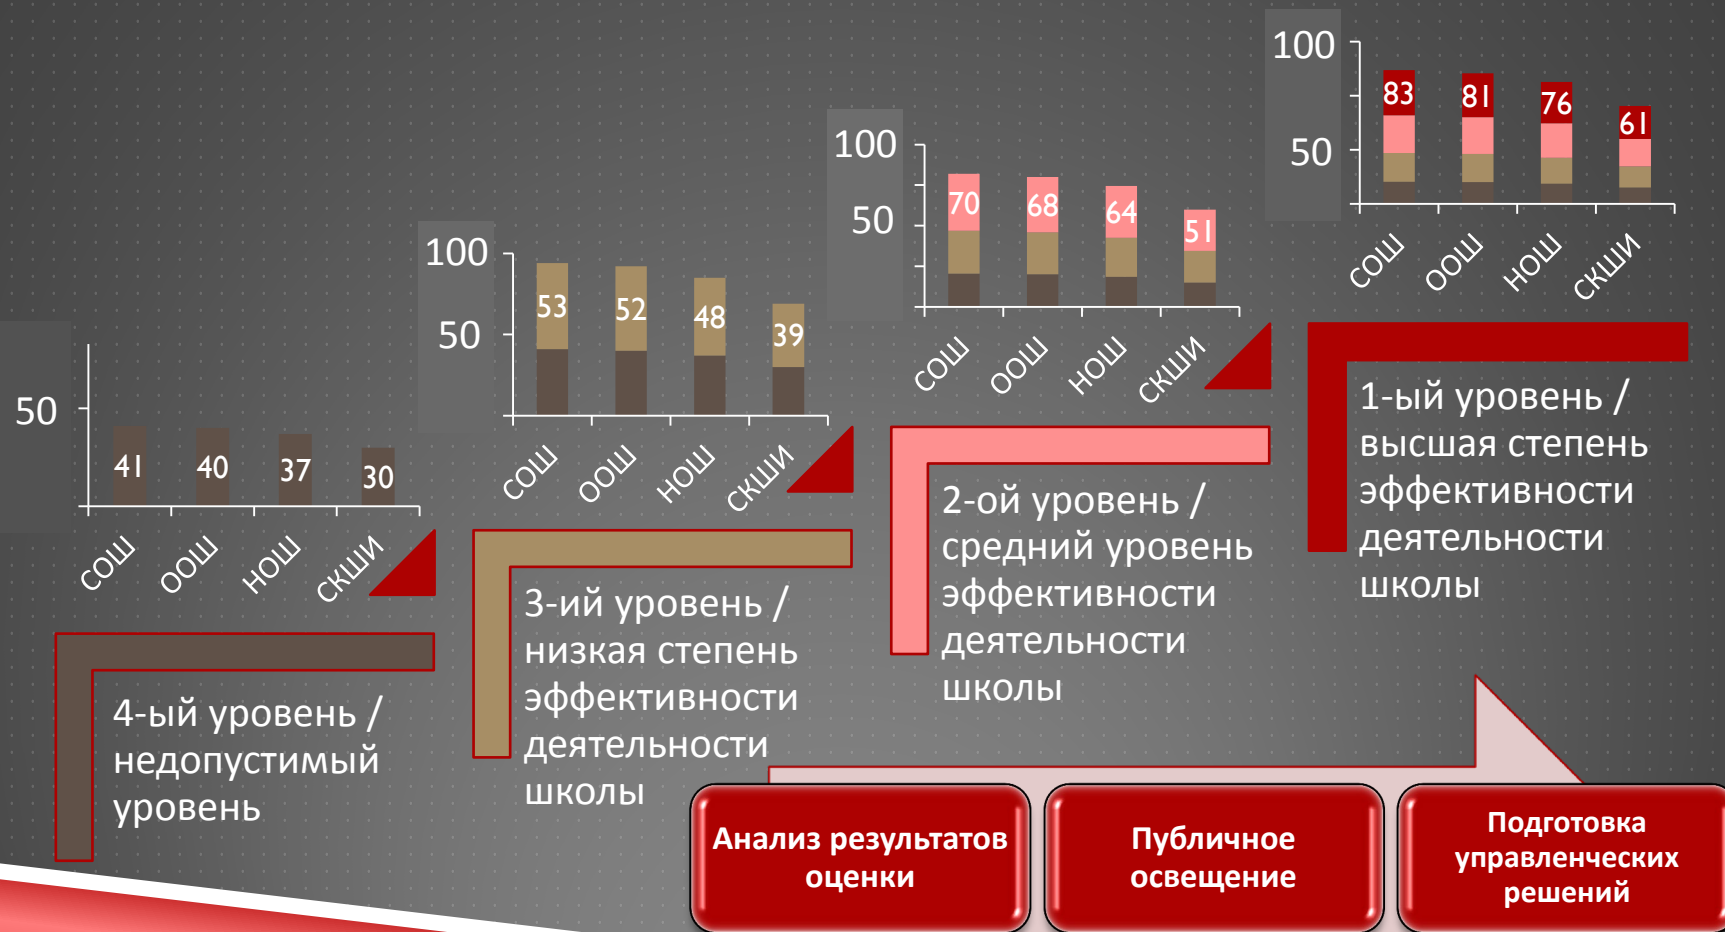 50
41
40
37
30
СОШ
ООШ
НОШ
СКШИ
4-ый уровень /
недопустимый
уровень
100
50
53
52
48
39
СОШ
ООШ
НОШ
СКШИ
3-ий уровень /
низкая степень
эффективности
деятельности
школы
100
50
70
68
64
51
СОШ
ООШ
НОШ
СКШИ
2-ой уровень /
средний уровень
эффективности
деятельности
школы
100
50
83
81
76
61
СОШ
ООШ
НОШ
СКШИ
1-ый уровень /
высшая степень
эффективности
деятельности
школы
Анализ результатов
оценки
Публичное
освещение
Подготовка
управленческих
решений